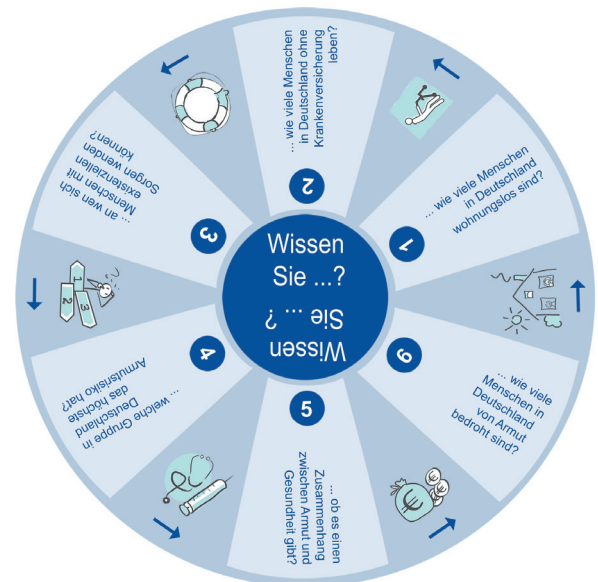 Wissen
Sie ...?
Wissen
Sie ... ?
1
... wie viele Menschen
in Deutschland
wohnungslos sind?
2
... wie viele Menschen
in Deutschland ohne
Krankenversicherung
leben?
3
... an wen sich
Menschen mit
existenziellen
Sorgen wenden
können?
4
... welche Gruppe in
Deutschland
das höchste
Armutsrisiko hat?
5
... ob es einen
Zusammenhang
zwischen Armut und
Gesundheit gibt?
6
... wie viele
Menschen in
Deutschland
von Armut
bedroht sind?
1
2
3
€
€
€